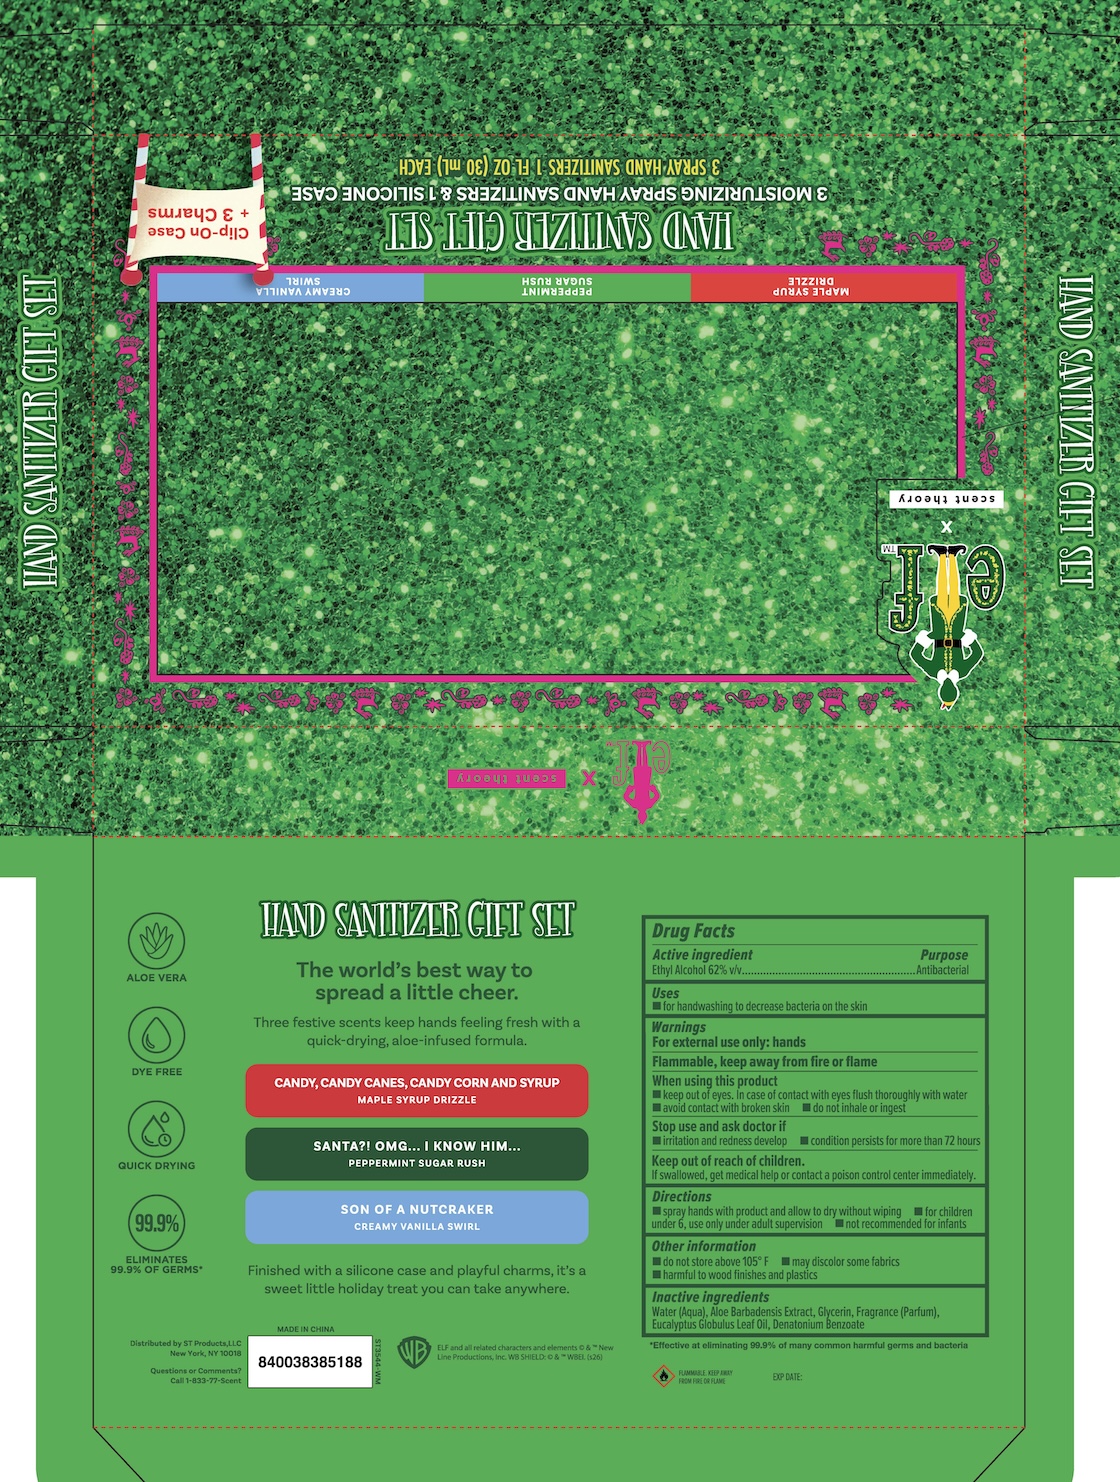 3 SPRAY HAND SANITIZERS 1 FL OZ (30 mL) EACH
3 MOISTURIZING SPRAY HAND SANITIZERS & 1 SILICONE CASE
HAND SANITIZER GIFT SET
Clip-On Case
+ 3 Charms
MAPLE SYRUP
DRIZZLE
PEPPERMINT
SUGAR RUSH
CREAMY VANILLA
SWIRL
HAND SANITIZER GIFT SET
HAND SANITIZER GIFT SET
scent theory
X
elf™
elf X scent theory
HAND SANITIZER GIFT SET
The world's best way to
spread a little cheer.
Three festive scents keep hands feeling fresh with a
quick-drying, aloe-infused formula.
CANDY, CANDY CANES, CANDY CORN AND SYRUP
MAPLE SYRUP DRIZZLE
SANTA?! OMG... I KNOW HIM...
PEPPERMINT SUGAR RUSH
SON OF A NUTCRAKER
CREAMY VANILLA SWIRL
Finished with a silicone case and playful charms, it's a
sweet little holiday treat you can take anywhere.
ALOE VERA
DYE FREE
QUICK DRYING
99.9%
ELIMINATES
99.9% OF GERMS*
MADE IN CHINA
Distributed by ST Products,LLC
New York, NY 10018
Questions or Comments?
Call 1-833-77-Scent
840038385188
ST3544-WM
WB
ELF and all related characters and elements © & ™ New
Line Productions, Inc. WB SHIELD: © & ™ WBEI. (s26)
Drug Facts
Active ingredient Purpose
Ethyl Alcohol 62% v/v..........Antibacterial
Uses
■ for handwashing to decrease bacteria on the skin
Warnings
For external use only: hands
Flammable, keep away from fire or flame
When using this product
■ keep out of eyes. In case of contact with eyes flush thoroughly with water
■ avoid contact with broken skin ■ do not inhale or ingest
Stop use and ask doctor if
■ irritation and redness develop ■ condition persists for more than 72 hours
Keep out of reach of children.
If swallowed, get medical help or contact a poison control center immediately.
Directions
■ spray hands with product and allow to dry without wiping ■ for children
under 6, use only under adult supervision ■ not recommended for infants
Other information
■ do not store above 105° F ■ may discolor some fabrics
■ harmful to wood finishes and plastics
Inactive ingredients
Water (Aqua), Aloe Barbadensis Extract, Glycerin, Fragrance (Parfum),
Eucalyptus Globulus Leaf Oil, Denatonium Benzoate
*Effective at eliminating 99.9% of many common harmful germs and bacteria
FLAMMABLE, KEEP AWAY
FROM FIRE OR FLAME
EXP DATE: